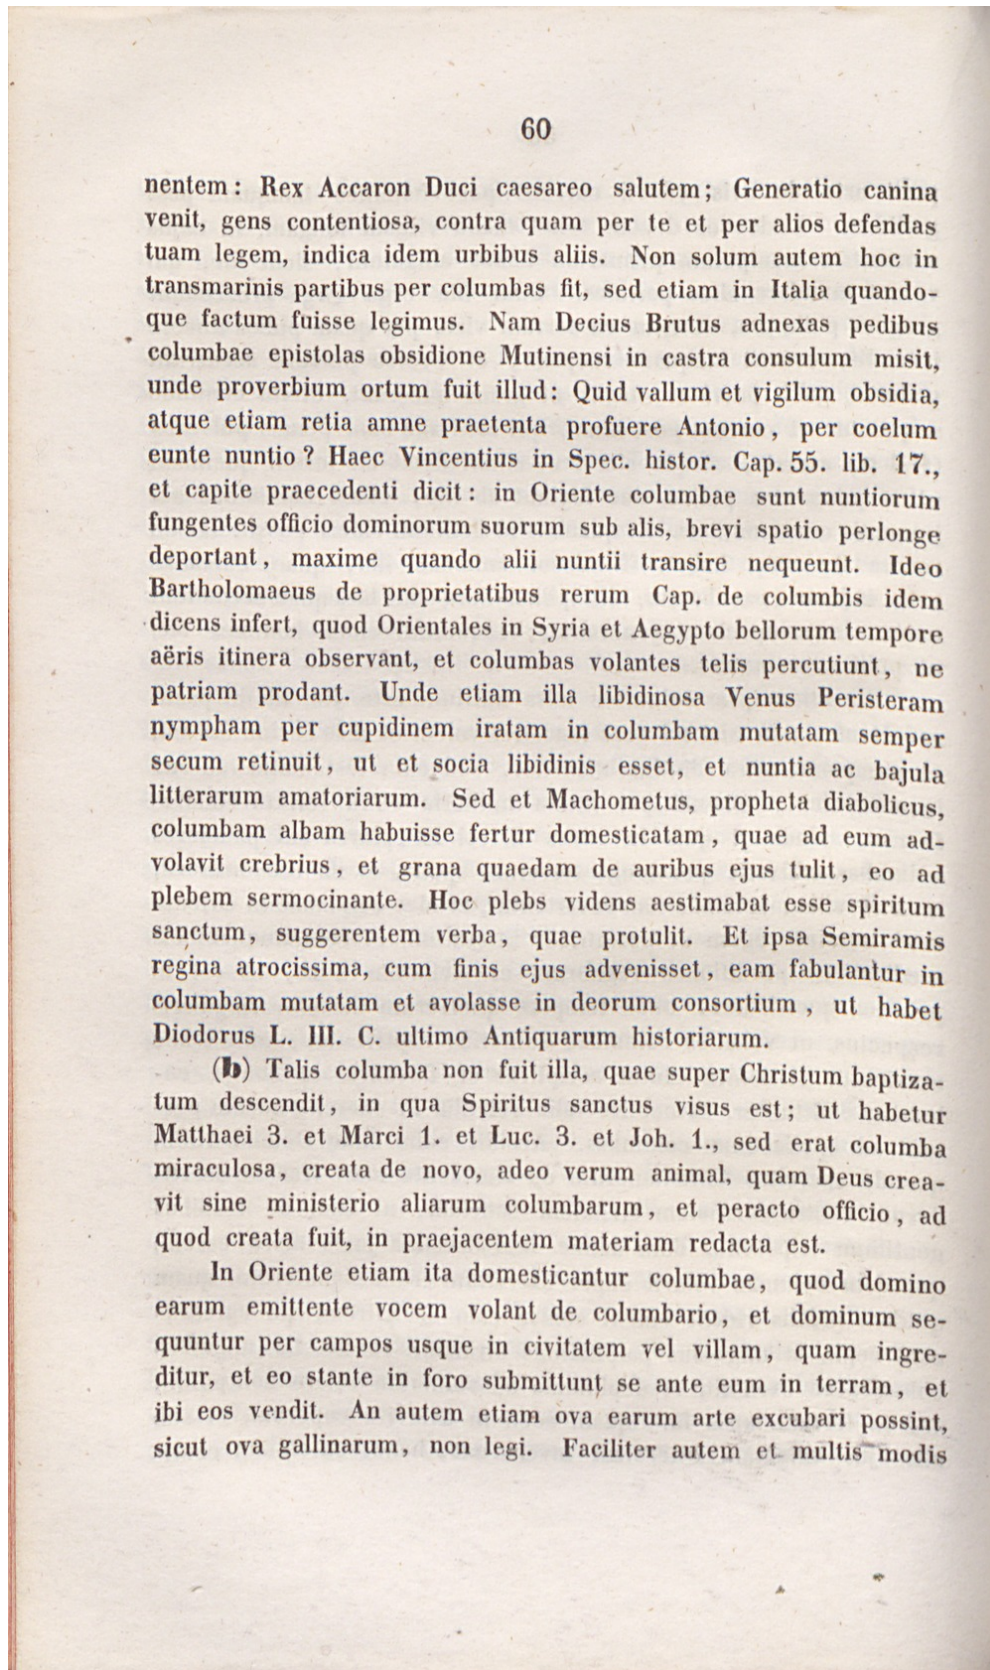 60
nentem: Rex Accaron Duci caesareo salutem; Generatio canina
venit, gens contentiosa, contra quam per te et per alios defendas
tuam legem, indica idem urbibus aliis. Non solum autem hoc in
transmarinis partibus per columbas fit, sed etiam in Italia quando-
que factum fuisse legimus. Nam Decius Brutus adnexas pedibus
columbae epistolas obsidione Mutinensi in castra consulum misit,
unde proverbium ortum fuit illud: Quid vallum et vigilum obsidia,
atque etiam retia amne praetenta profuere Antonio, per coelum
eunte nuntio? Haec Vincentius in Spec. histor. Cap. 55. lib. 17.,
et capite praecedenti dicit: in Oriente columbae sunt nuntiorum
fungentes officio dominorum suorum sub alis, brevi spatio perlonge
deportant, maxime quando alii nuntii transire nequeunt. Ideo
Bartholomaeus de proprietatibus rerum Cap. de columbis idem
dicens infert, quod Orientales in Syria et Aegypto bellorum tempore
aëris itinera observant, et columbas volantes telis percutiunt, ne
patriam prodant. Unde etiam illa libidinosa Venus Peristeram
nympham per cupidinem iratam in columbam mutatam semper
secum retinuit, ut et socia libidinis esset, et nuntia ac bajula
litterarum amatoriarum. Sed et Machometus, propheta diabolicus,
columbam albam habuisse fertur domesticatam, quae ad eum ad-
volavit crebrius, et grana quaedam de auribus ejus tulit, eo ad
plebem sermocinante. Hoc plebs videns aestimabat esse spiritum
sanctum, suggerentem verba, quae protulit. Et ipsa Semiramis
regina atrocissima, cum finis ejus advenisset, eam fabulantur in
columbam mutatam et avolasse in deorum consortium, ut habet
Diodorus L. III. C. ultimo Antiquarum historiarum.
(b) Talis columba non fuit illa, quae super Christum baptiza-
tum descendit, in qua Spiritus sanctus visus est; ut habetur
Matthaei 3. et Marci 1. et Luc. 3. et Joh. 1., sed erat columba
miraculosa, creata de novo, adeo verum animal, quam Deus crea-
vit sine ministerio aliarum columbarum, et peracto officio, ad
quod creata fuit, in praejacentem materiam redacta est.
In Oriente etiam ita domesticantur columbae, quod domino
earum emittente vocem volant de columbario, et dominum se-
quuntur per campos usque in civitatem vel villam, quam ingre-
ditur, et eo stante in foro submittunt se ante eum in terram, et
ibi eos vendit. An autem etiam ova earum arte excubari possint,
sicut ova gallinarum, non legi. Faciliter autem et multis modis